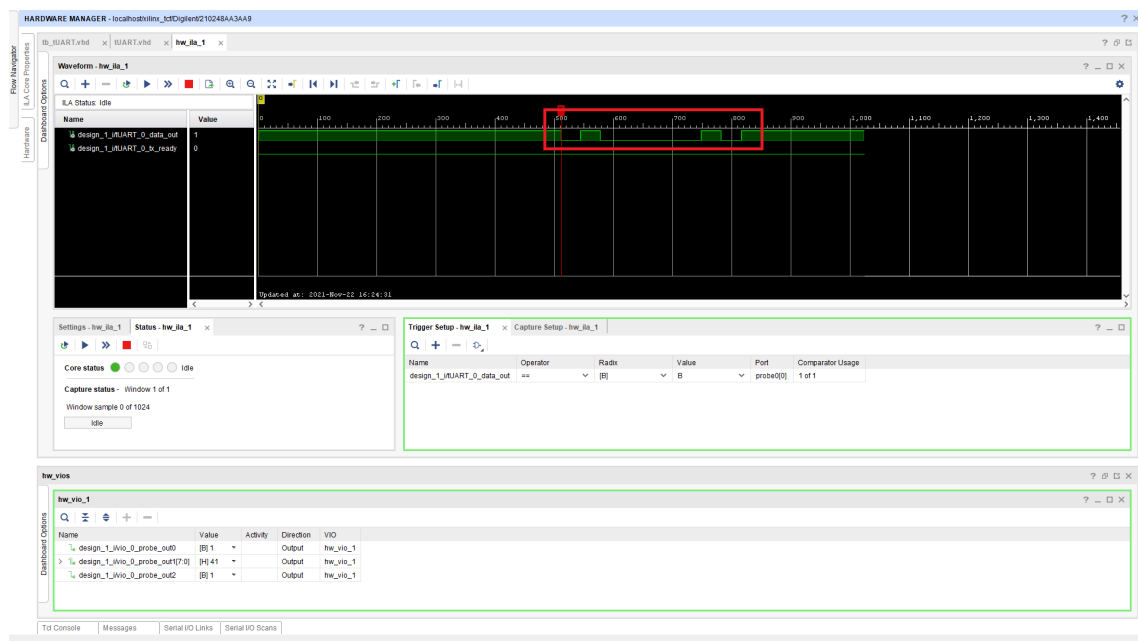 HARDWARE MANAGER - localhost/xilinx_tcf/Digilent/210248AA3AA9
Flow Navigator
ILA Core Properties
Hardware
Dashboard Options
tb_tUART.vhd
tUART.vhd
hw_ila_1
Waveform - hw_ila_1
ILA Status: Idle
Name Value
design_1_i/tUART_0_data_out 1
design_1_i/tUART_0_tx_ready 0
0 100 200 300 400 500 600 700 800 900 1,000 1,100 1,200 1,300 1,400
Updated at: 2021-Nov-22 16:24:31
Settings - hw_ila_1 Status - hw_ila_1
Core status Idle
Capture status - Window 1 of 1
Window sample 0 of 1024
Idle
Trigger Setup - hw_ila_1 Capture Setup - hw_ila_1
Name Operator Radix Value Port Comparator Usage
design_1_i/tUART_0_data_out == [B] B probe0[0] 1 of 1
hw_vios
Dashboard Options
hw_vio_1
Name Value Activity Direction VIO
design_1_i/vio_0_probe_out0 [B] 1 Output hw_vio_1
design_1_i/vio_0_probe_out1[7:0] [H] 41 Output hw_vio_1
design_1_i/vio_0_probe_out2 [B] 1 Output hw_vio_1
Tcl Console Messages Serial I/O Links Serial I/O Scans